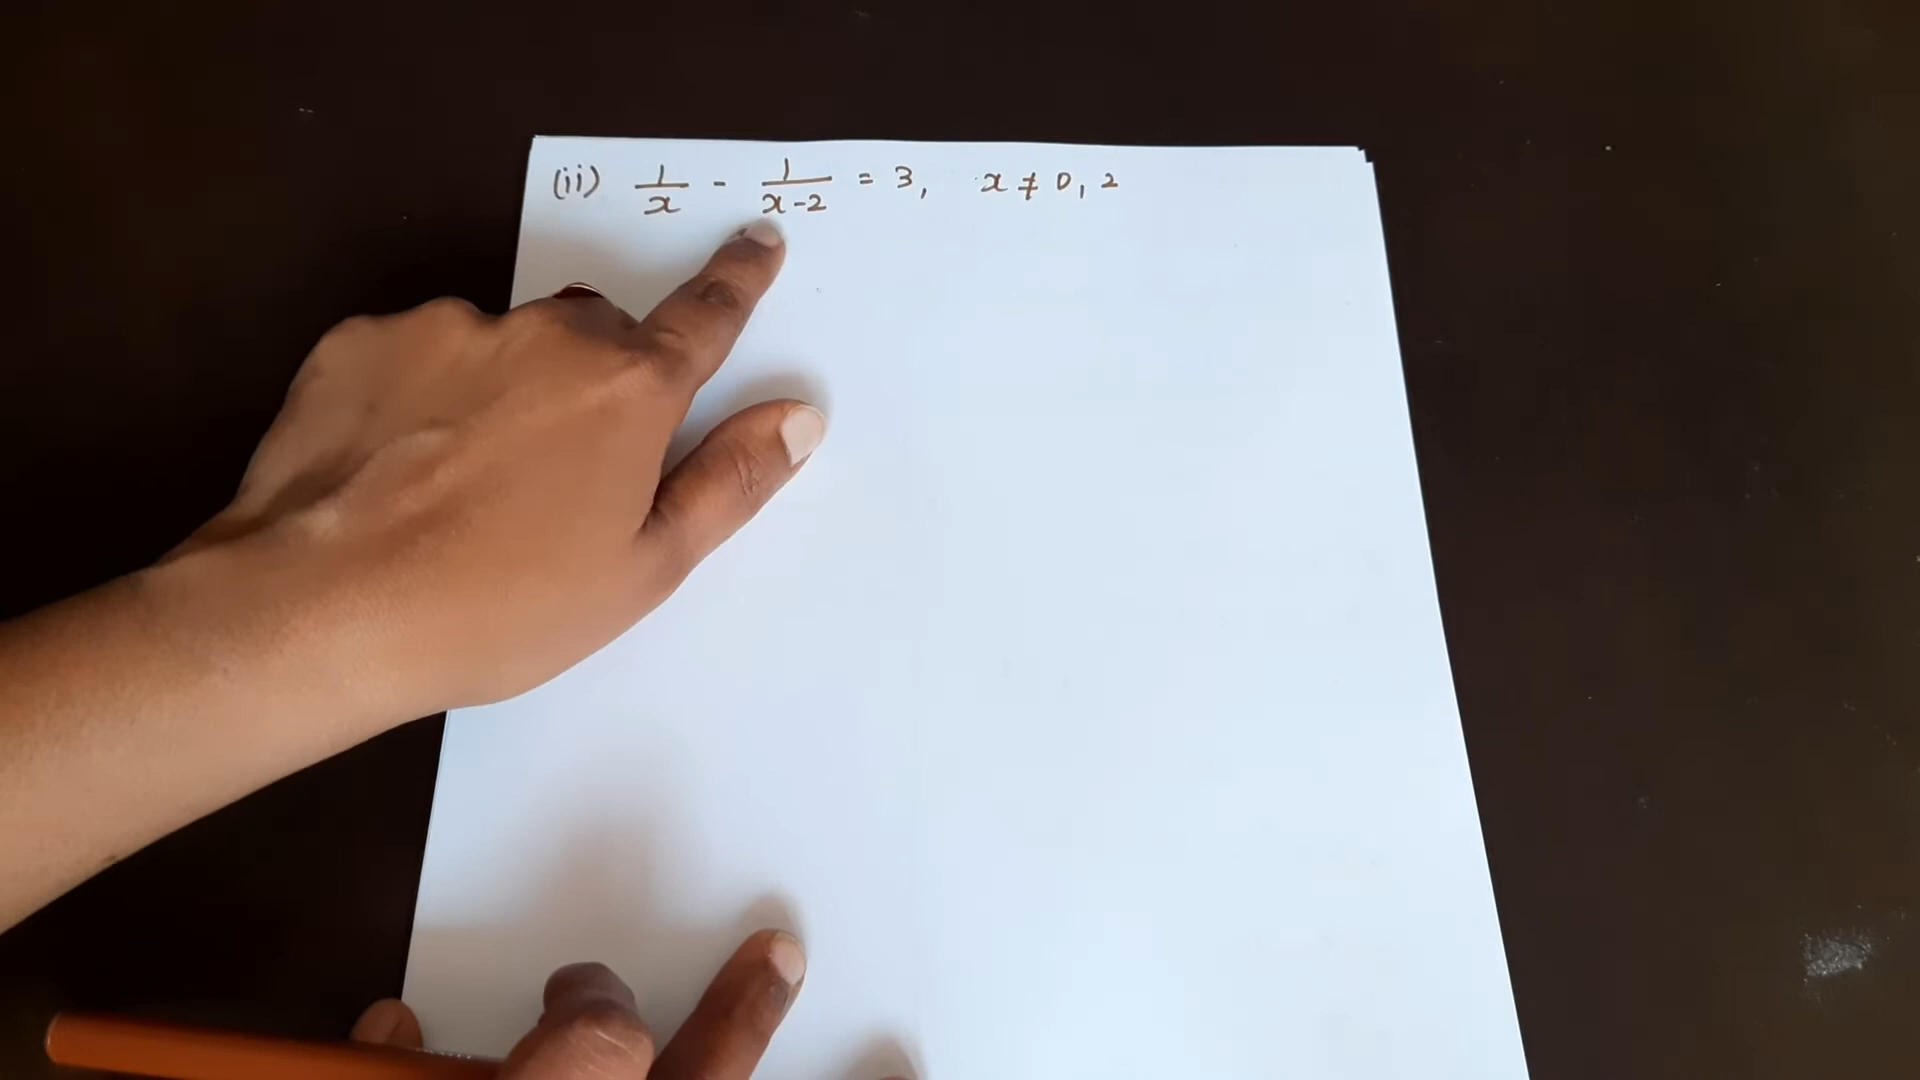 (ii) 1/x - 1/x-2 = 3, x ≠ 0, 2